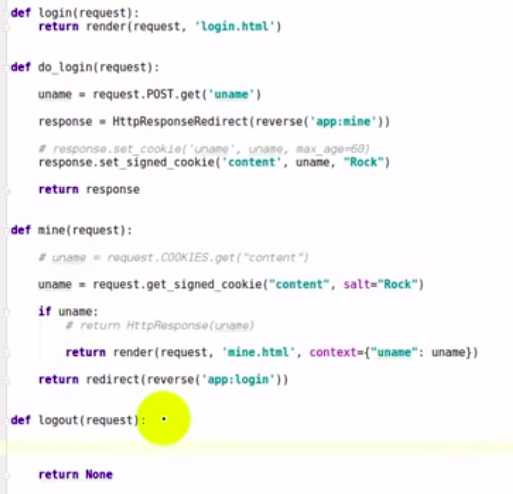 def login(request):
    return render(request, 'login.html')
def do_login(request):
    uname = request.POST.get('uname')
    response = HttpResponseRedirect(reverse('app:mine'))
    # response.set_cookie('uname', uname, max_age=60)
    response.set_signed_cookie('content', uname, "Rock")
    return response
def mine(request):
    # uname = request.COOKIES.get("content")
    uname = request.get_signed_cookie("content", salt="Rock")
    if uname:
        # return HttpResponse(uname)
        return render(request, 'mine.html', context={"uname": uname})
    return redirect(reverse('app:login'))
def logout(request):
    return None